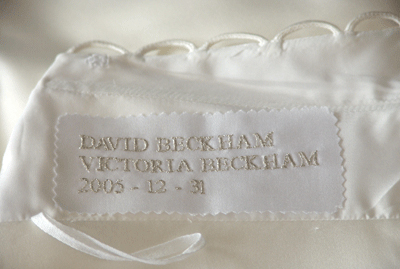 DAVID BECKHAM
VICTORIA BECKHAM
2005 - 12 - 31